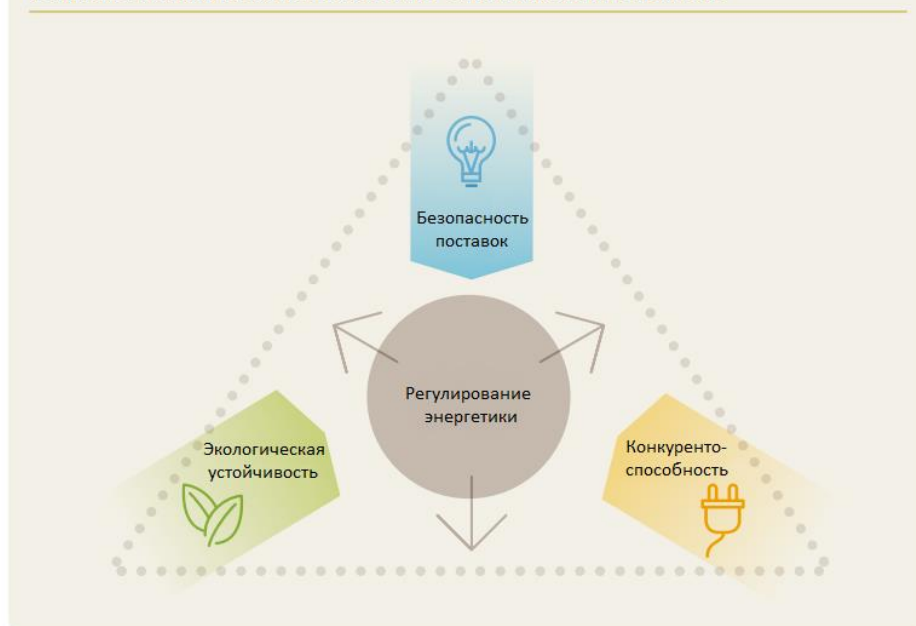 Безопасность
поставок
Регулирование
энергетики
Экологическая
устойчивость
Конкуренто-
способность